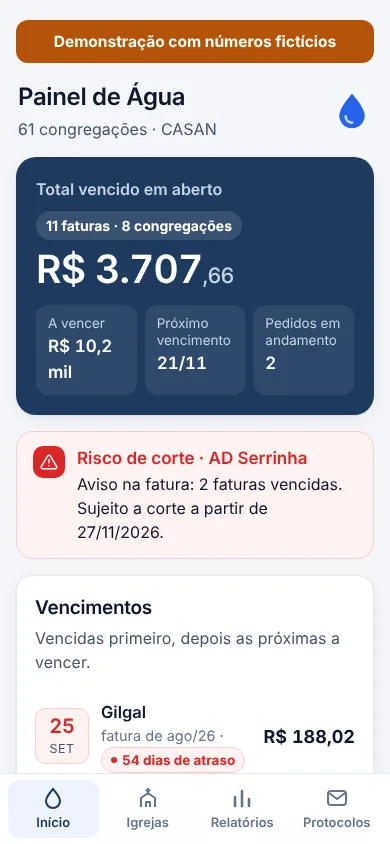 Demonstração com números fictícios
Painel de Água
61 congregações · CASAN
Total vencido em aberto
11 faturas · 8 congregações
R$ 3.707,66
A vencer
R$ 10,2
mil
Próximo
vencimento
21/11
Pedidos em
andamento
2
Risco de corte · AD Serrinha
Aviso na fatura: 2 faturas vencidas.
Sujeito a corte a partir de
27/11/2026.
Vencimentos
Vencidas primeiro, depois as próximas a
vencer.
25
SET
Gilgal
fatura de ago/26 ·
54 dias de atraso
R$ 188,02
Início
Igrejas
Relatórios
Protocolos